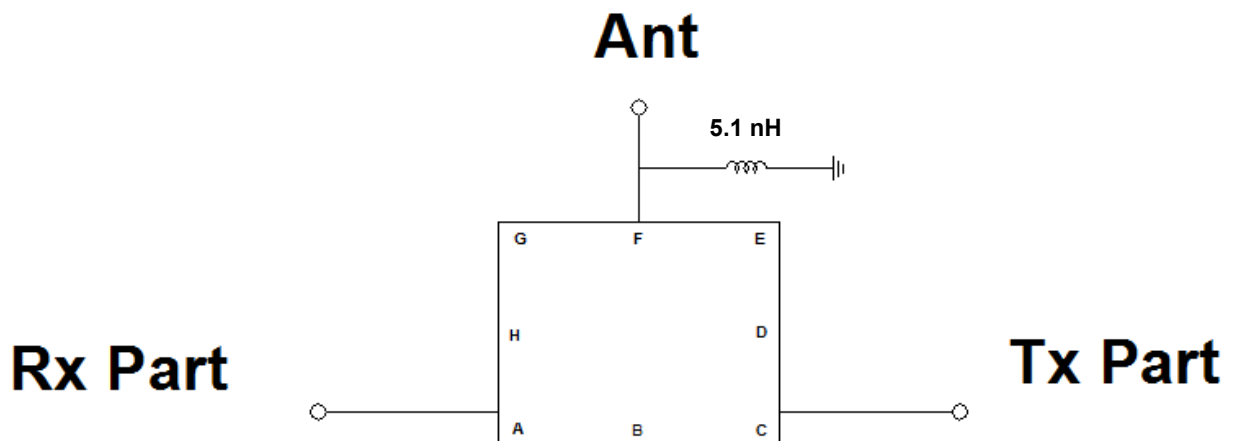 Ant
5.1 nH
G F E
H D
Rx Part
Tx Part
A B C